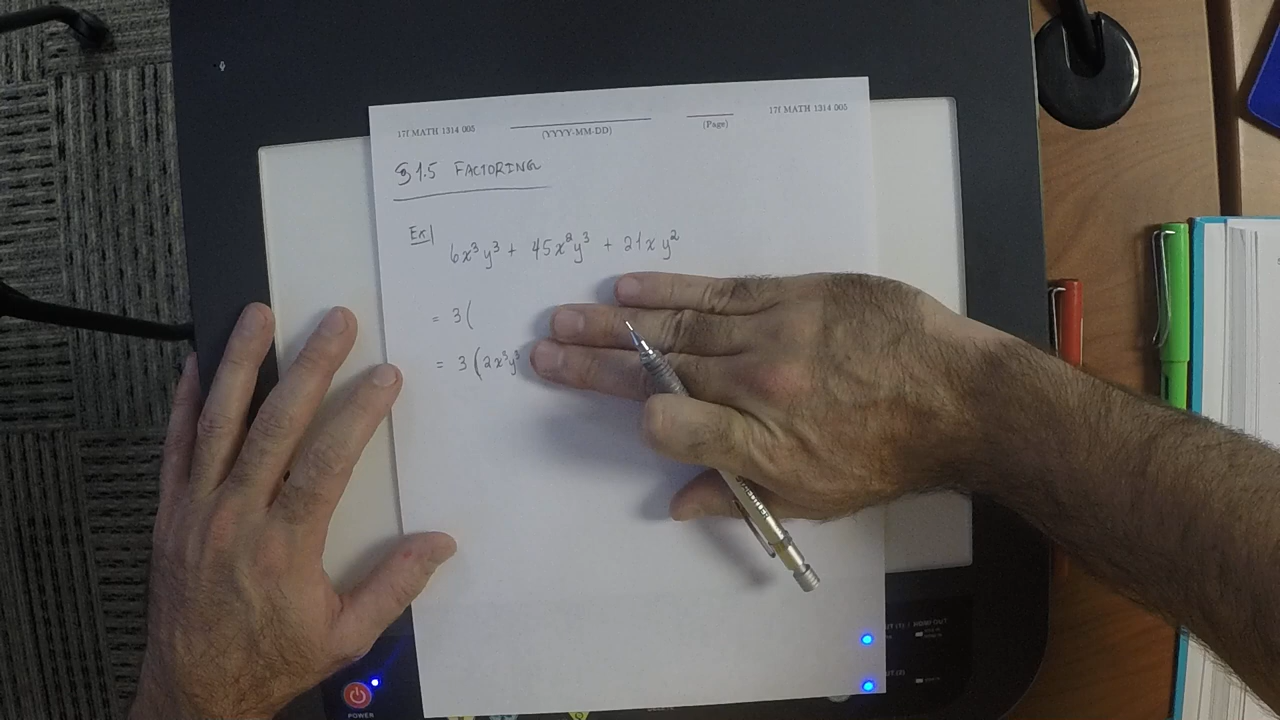 17f MATH 1314 005 (YYYY-MM-DD) (Page) 17f MATH 1314 005
§1.5 FACTORING
Ex1
6x³y³ + 45x²y³ + 21xy²
= 3(
= 3(2x³y³
POWER